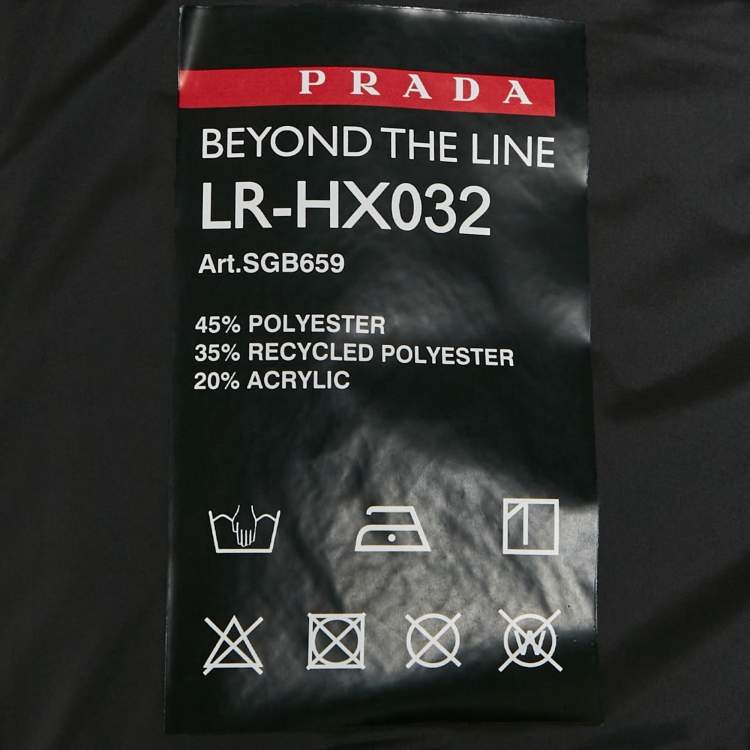 PRADA
BEYOND THE LINE
LR-HX032
Art.SGB659
45% POLYESTER
35% RECYCLED POLYESTER
20% ACRYLIC
W